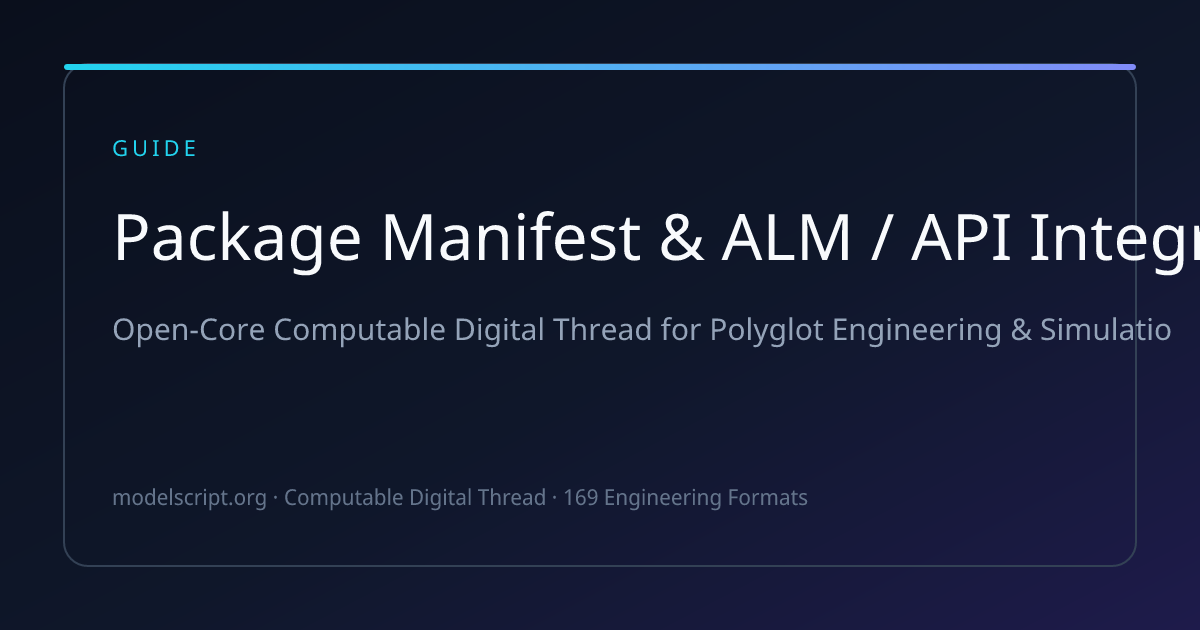 GUIDE
Package Manifest & ALM / API Integr
Open-Core Computable Digital Thread for Polyglot Engineering & Simulatio
modelscript.org · Computable Digital Thread · 169 Engineering Formats